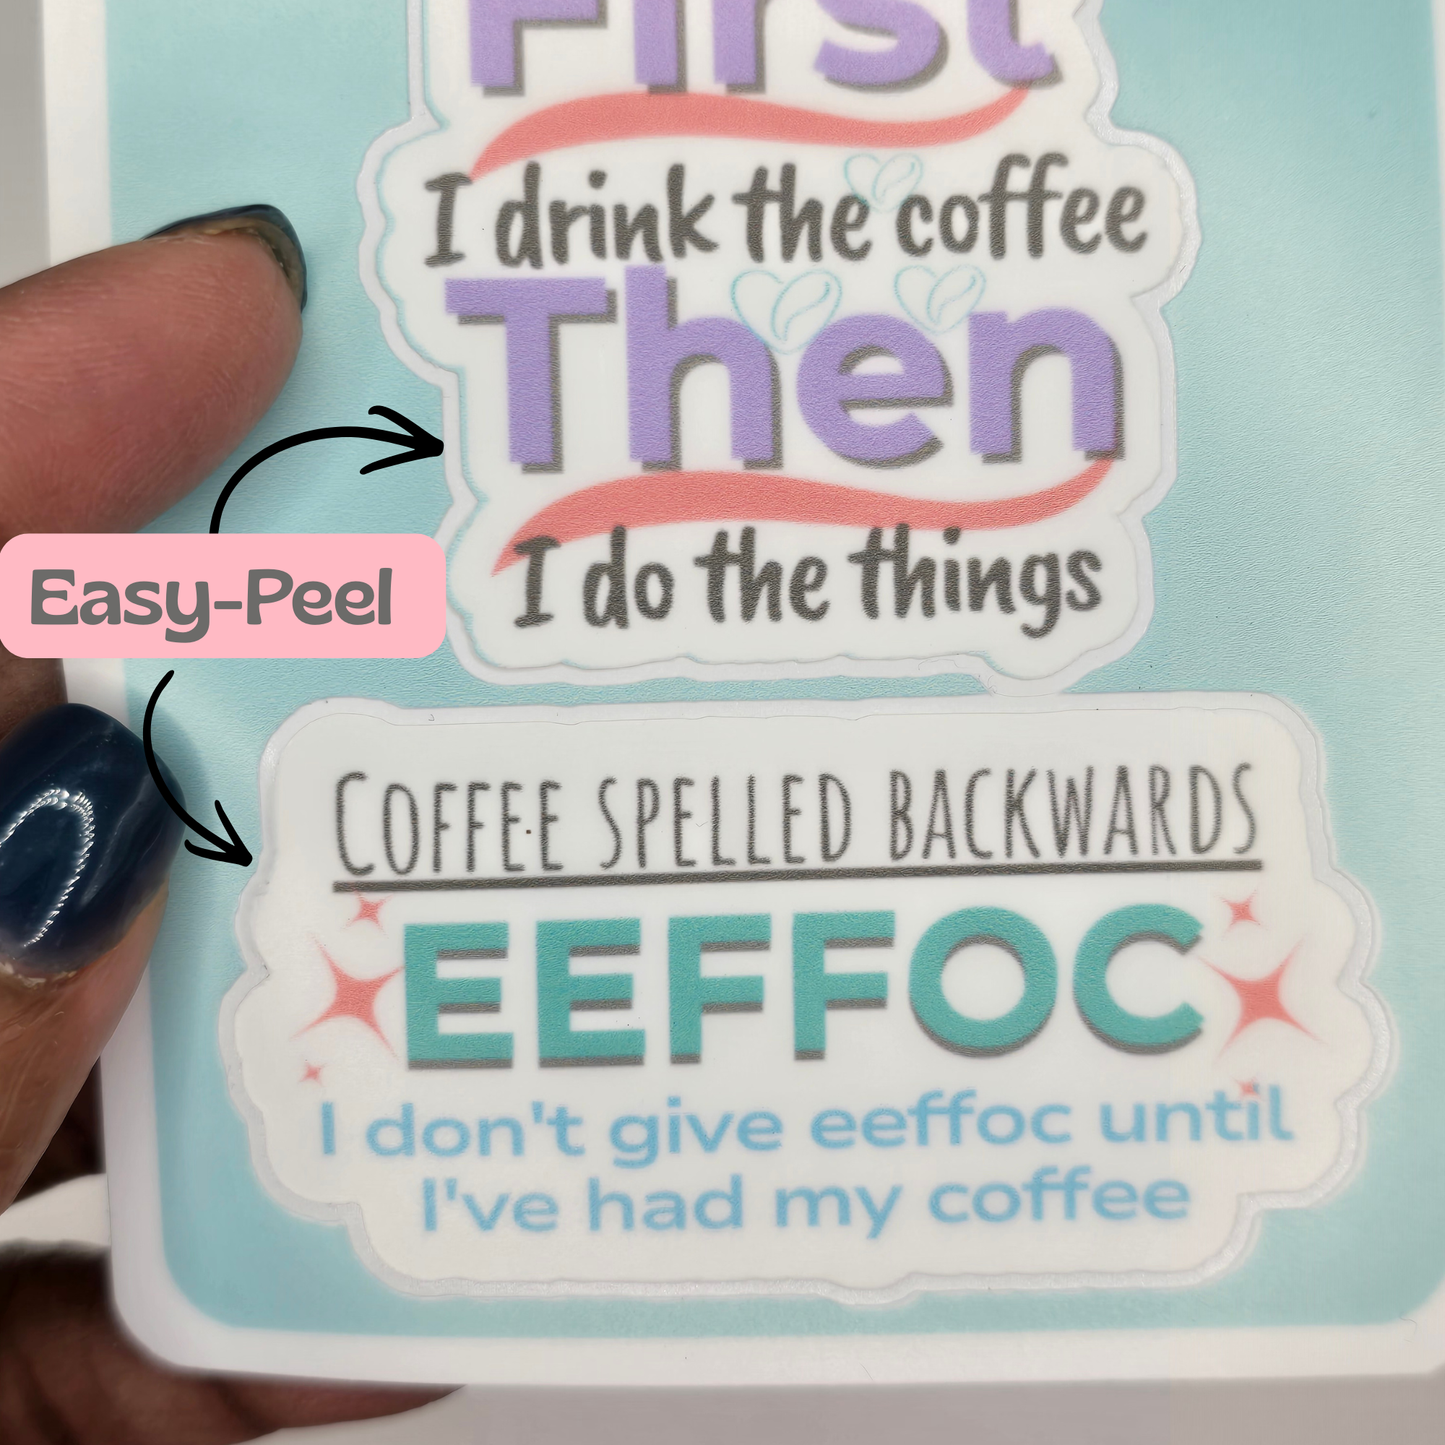 First
I drink the coffee
Then
I do the things
Easy-Peel
COFFEE SPELLED BACKWARDS
EEFFOC
I don't give eeffoc until
I've had my coffee